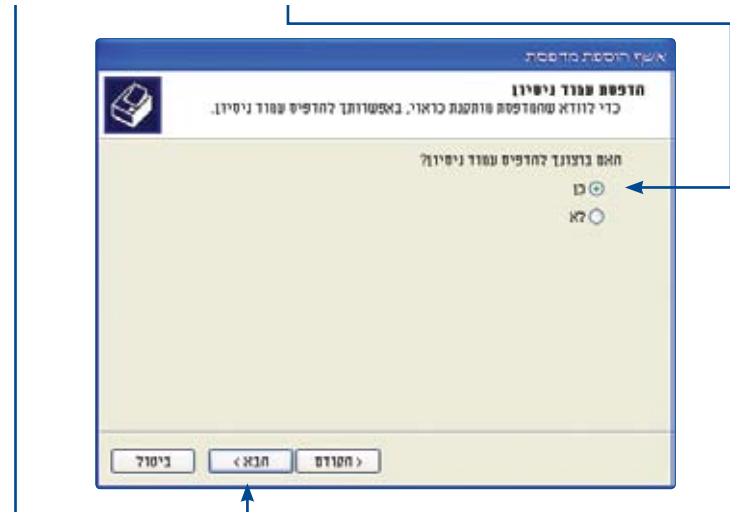 אשף הוספת מדפסת
הדפסת עמוד ניסיון
כדי לוודא שהמדפסת מותקנת כראוי, באפשרותך להדפיס עמוד ניסיון.
האם ברצונך להדפיס עמוד ניסיון?
כן
לא
< הקודם
הבא >
ביטול